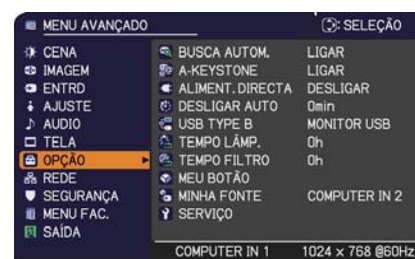 MENU AVANÇADO : SELEÇÃO
CENA BUSCA AUTOM. LIGAR
IMAGEM A-KEYSTONE LIGAR
ENTRD ALIMENT. DIRECTA DESLIGAR
AJUSTE DESLIGAR AUTO 0min
AUDIO USB TYPE B MONITOR USB
TELA TEMPO LÂMP. 0h
OPÇÃO TEMPO FILTRO 0h
REDE MEU BOTÃO
SEGURANÇA MINHA FONTE COMPUTER IN 2
MENU FAC. SERVIÇO
SAÍDA
COMPUTER IN 1 1024 x 768 @60Hz